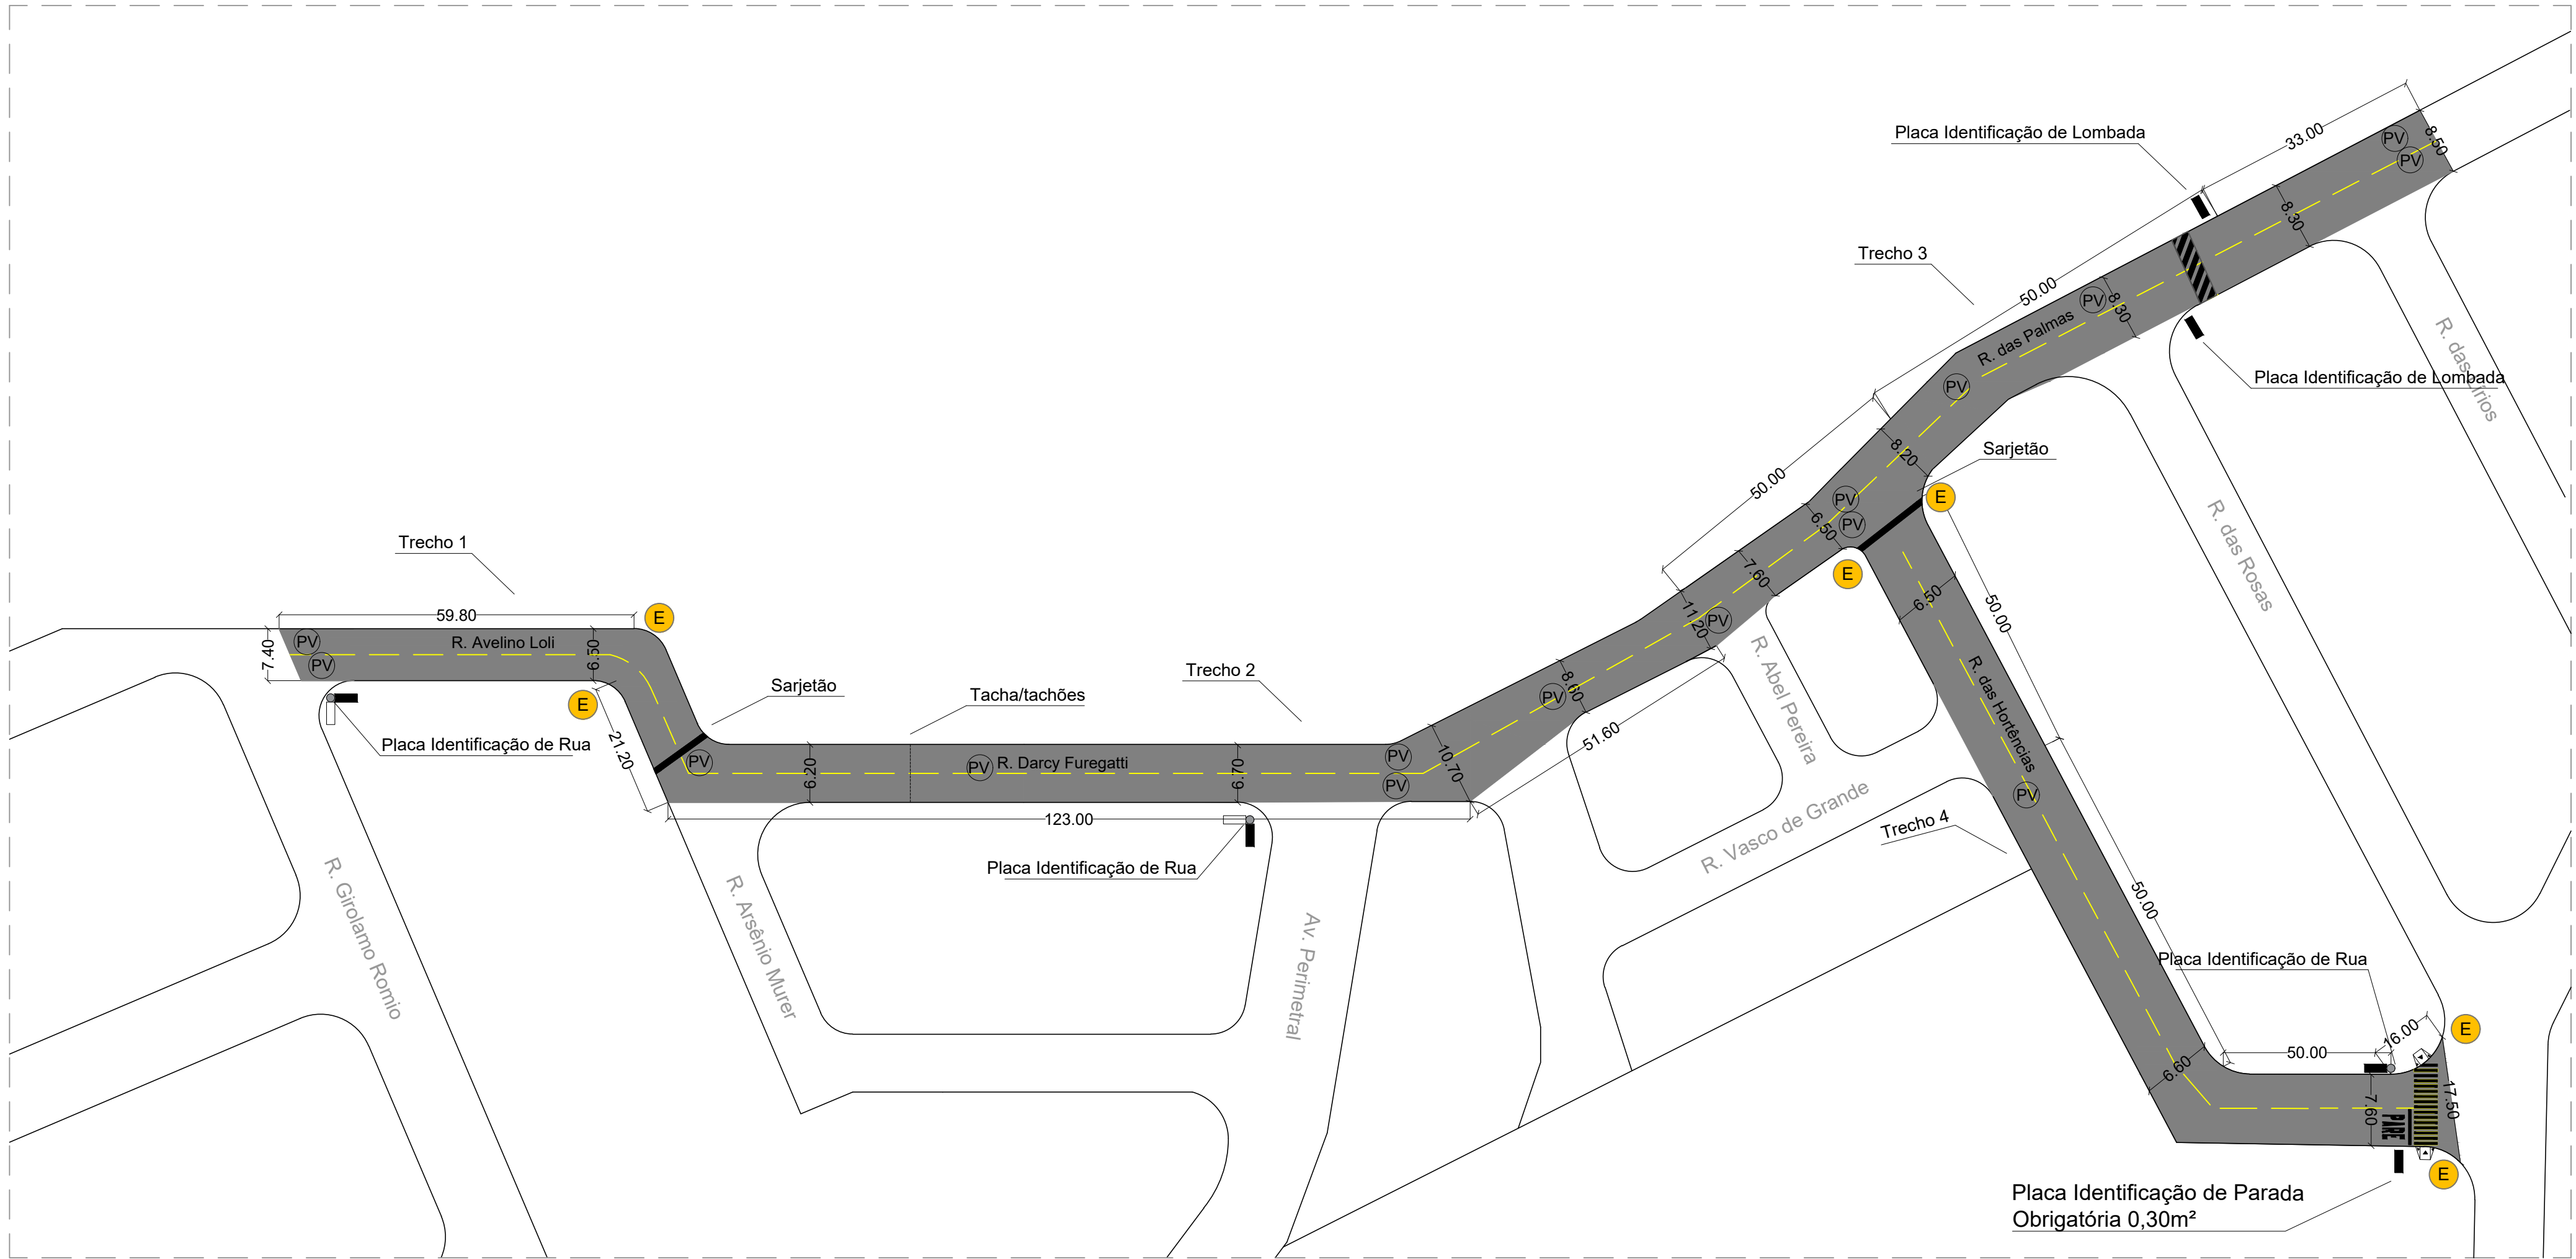 Placa Identificação de Lombada
33.00
PV
PV
8.50
8.30
Trecho 3
50.00
PV
8.30
R. das Palmas
Placa Identificação de Lombada
R. das Lírios
PV
8.20
Sarjetão
50.00
PV
PV
6.50
E
E
R. das Rosas
7.60
11.20
PV
6.50
50.00
Trecho 1
59.80
E
PV
PV
R. Avelino Loli
7.40
6.50
E
Placa Identificação de Rua
21.20
Sarjetão
PV
Tacha/tachões
Trecho 2
6.20
PV
R. Darcy Furegatti
6.70
PV
PV
10.70
PV
8.60
51.60
123.00
Placa Identificação de Rua
R. Abel Pereira
R. das Hortências
PV
R. Vasco de Grande
Trecho 4
R. Girolamo Romio
R. Arsênio Murer
Av. Perimetral
50.00
Placa Identificação de Rua
16.00
E
50.00
6.60
7.60
PARE
17.50
E
Placa Identificação de Parada
Obrigatória 0,30m²